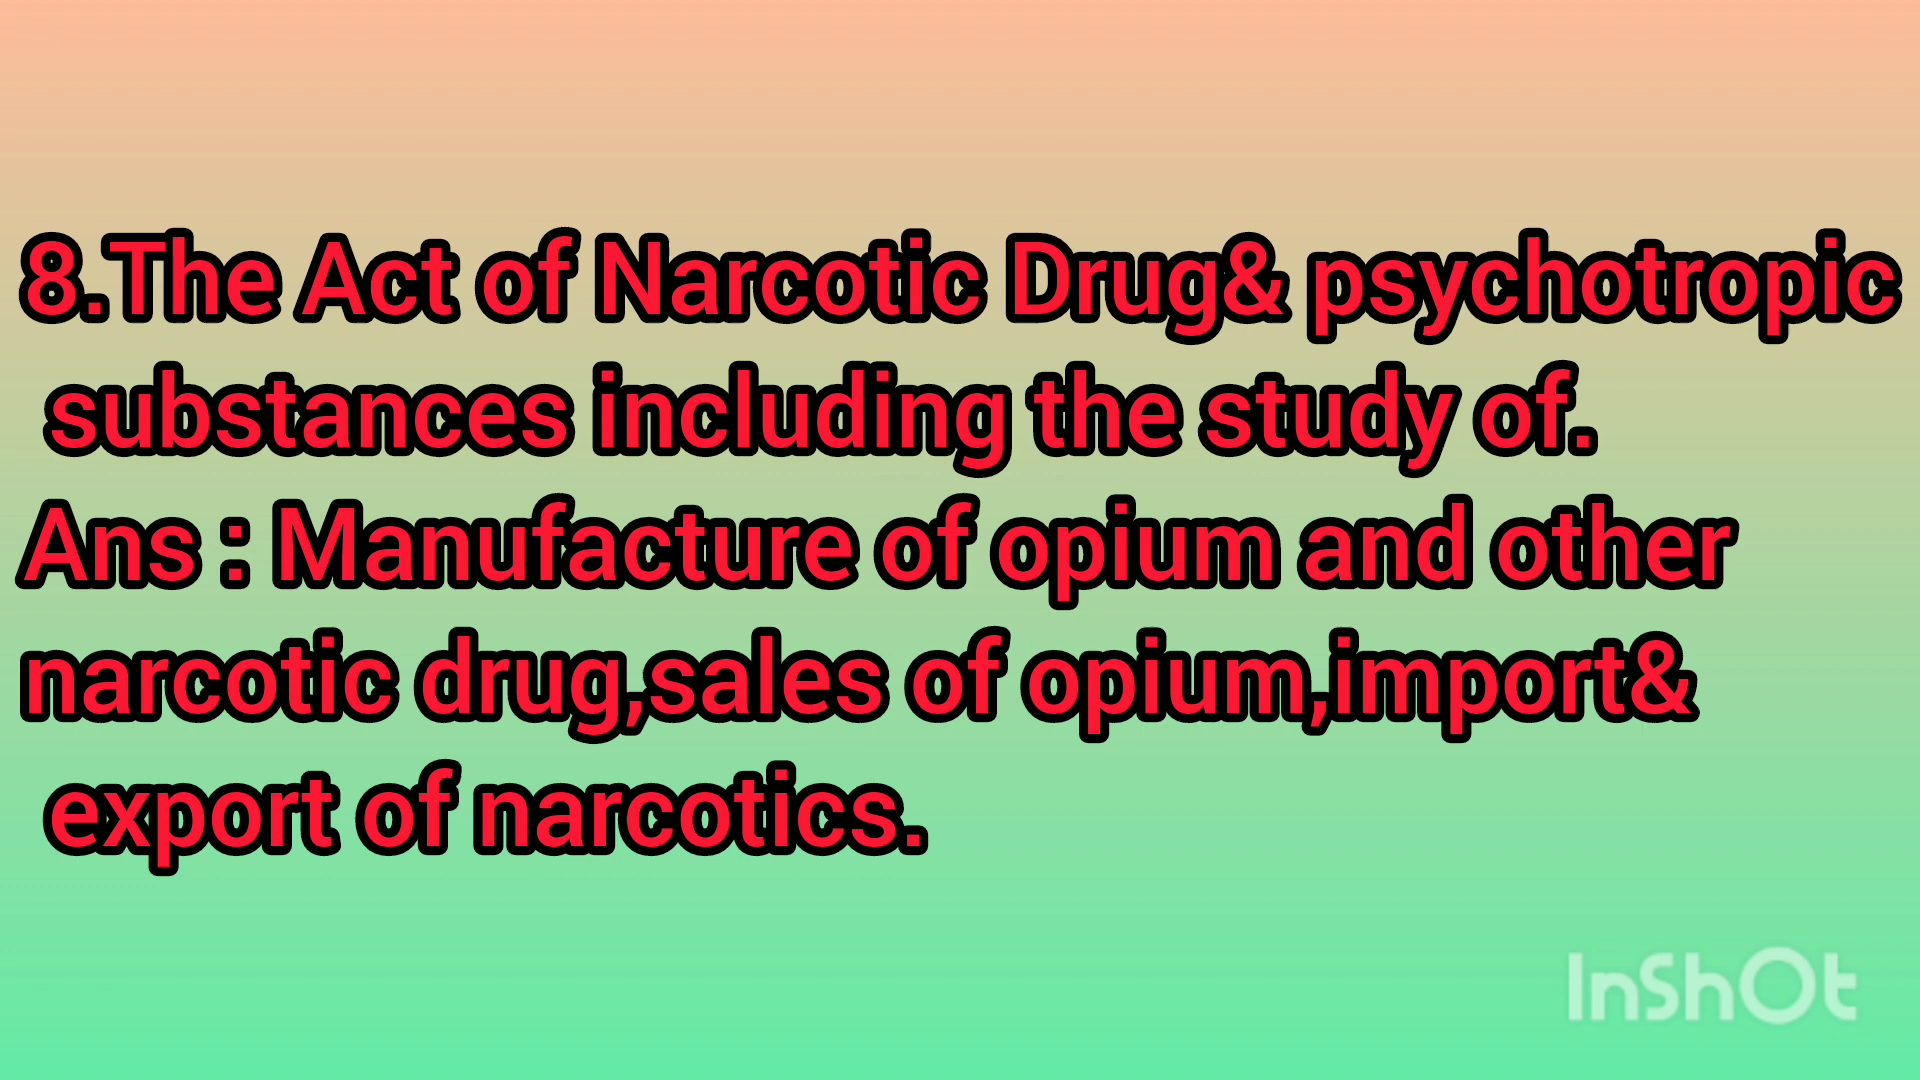 8.The Act of Narcotic Drug& psychotropic
substances including the study of.
Ans : Manufacture of opium and other
narcotic drug,sales of opium,import&
export of narcotics.
InShOt